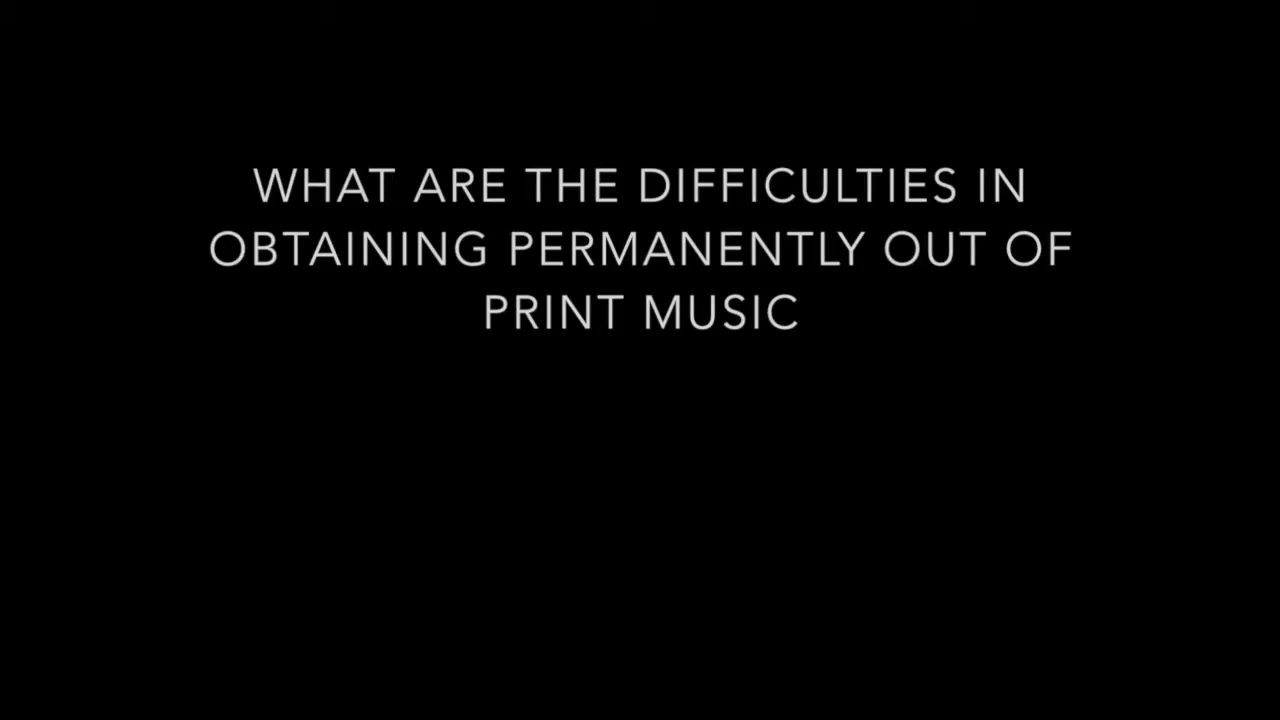 WHAT ARE THE DIFFICULTIES IN
OBTAINING PERMANENTLY OUT OF
PRINT MUSIC